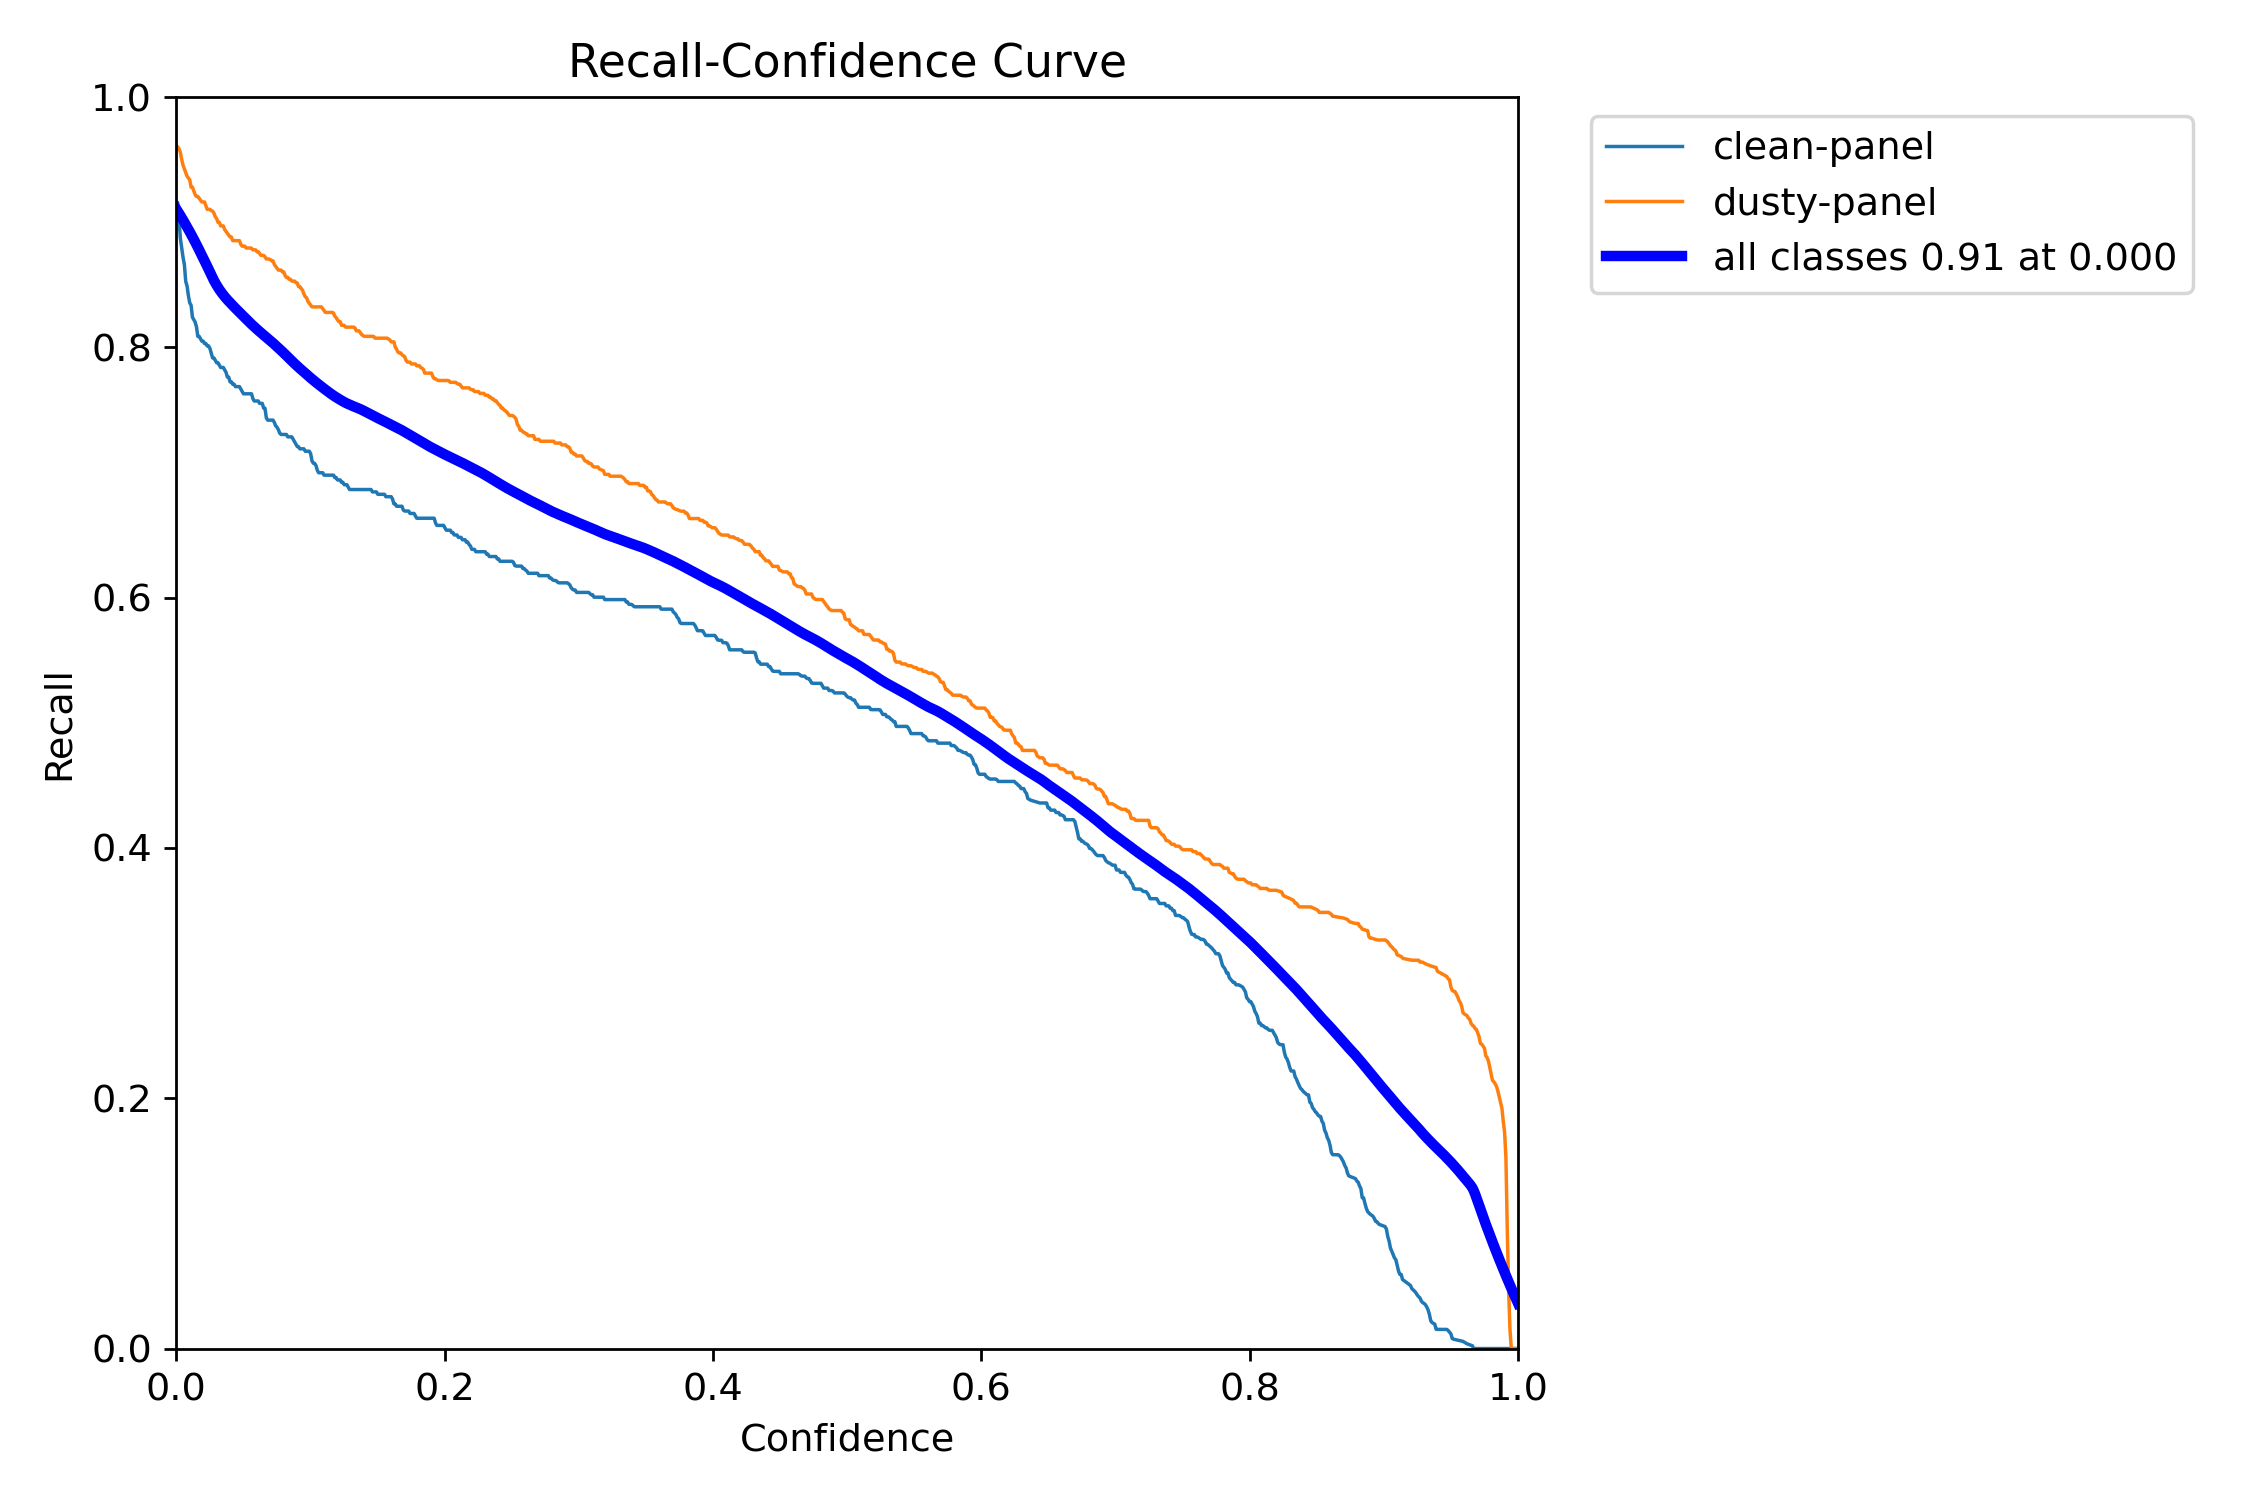 Recall-Confidence Curve
1.0
0.8
0.6
0.4
0.2
0.0
Recall
0.0 0.2 0.4 0.6 0.8 1.0
Confidence
clean-panel
dusty-panel
all classes 0.91 at 0.000